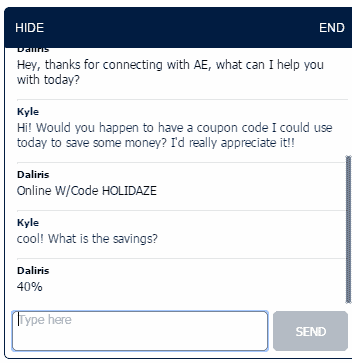 HIDE
END
Daliris
Hey, thanks for connecting with AE, what can I help you
with today?
Kyle
Hi! Would you happen to have a coupon code I could use
today to save some money? I'd really appreciate it!!
Daliris
Online W/Code HOLIDAZE
Kyle
cool! What is the savings?
Daliris
40%
Type here
SEND